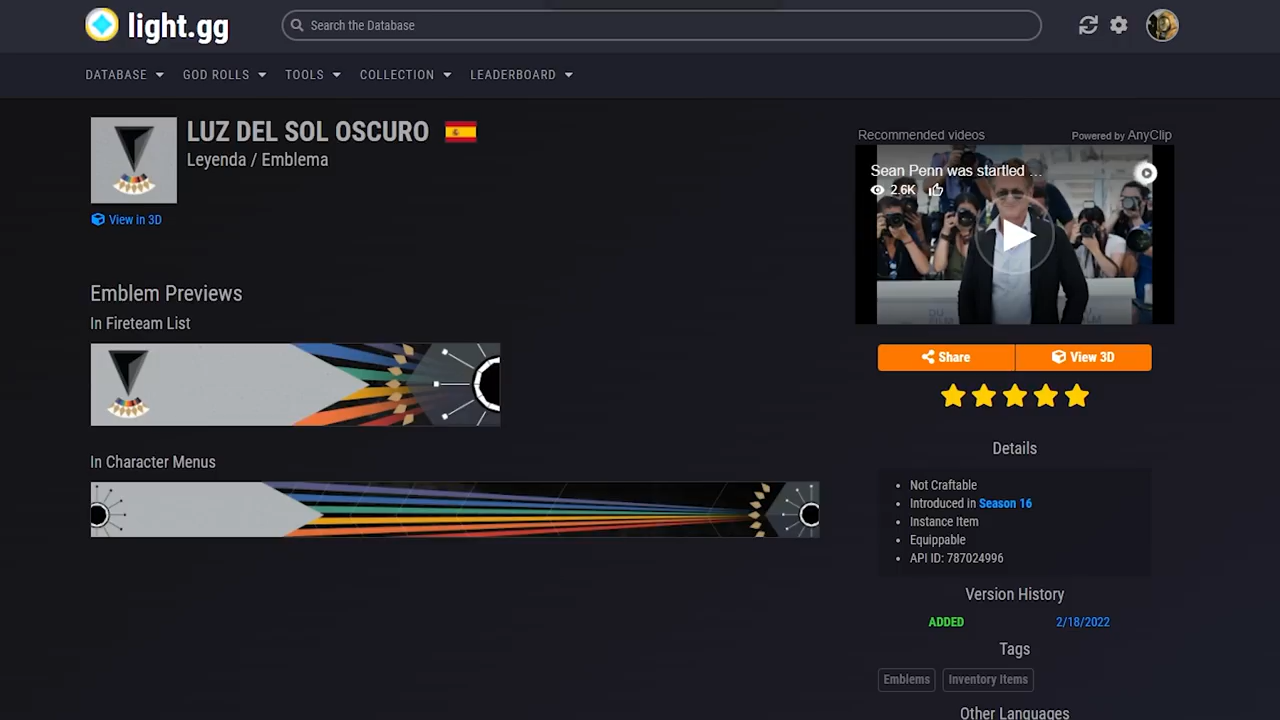 light.gg
Search the Database
DATABASE
GOD ROLLS
TOOLS
COLLECTION
LEADERBOARD
LUZ DEL SOL OSCURO
Leyenda / Emblema
View in 3D
Emblem Previews
In Fireteam List
In Character Menus
Recommended videos
Powered by AnyClip
Sean Penn was startled ...
2.6K
Share
View 3D
Details
Not Craftable
Introduced in Season 16
Instance Item
Equippable
API ID: 787024996
Version History
ADDED 2/18/2022
Tags
Emblems
Inventory Items
Other Languages